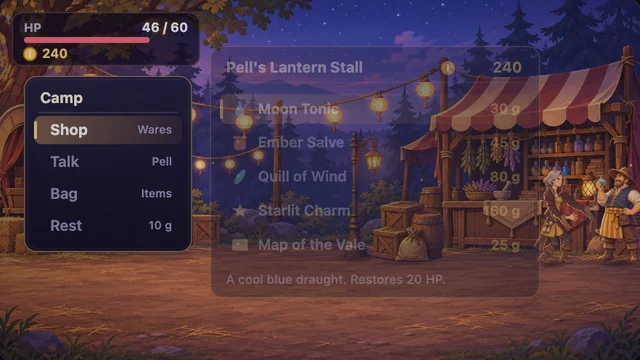 HP 46 / 60
240
Camp
Shop Wares
Talk Pell
Bag Items
Rest 10 g
Pell's Lantern Stall 240
Moon Tonic 30 g
Ember Salve 45 g
Quill of Wind 80 g
Starlit Charm 160 g
Map of the Vale 25 g
A cool blue draught. Restores 20 HP.